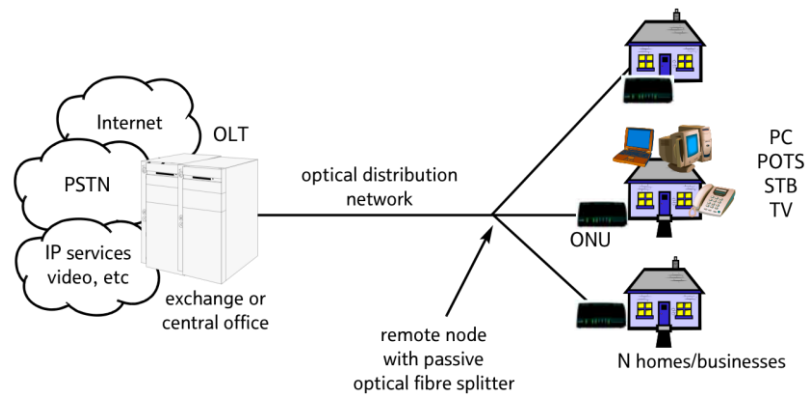 Internet
PSTN
IP services
video, etc
OLT
exchange or
central office
optical distribution
network
remote node
with passive
optical fibre splitter
ONU
PC
POTS
STB
TV
N homes/businesses